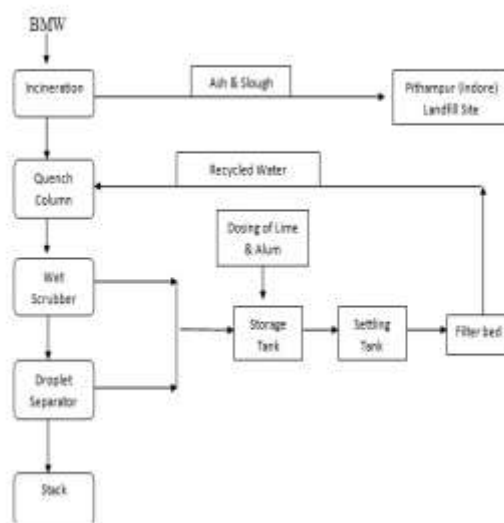 BMW
Incineration
Ash & Slough
Pithampur (Indore)
Landfill Site
Quench
Column
Recycled Water
Dosing of Lime
& Alum
Wet
Scrubber
Storage
Tank
Settling
Tank
Filter bed
Droplet
Separator
Stack